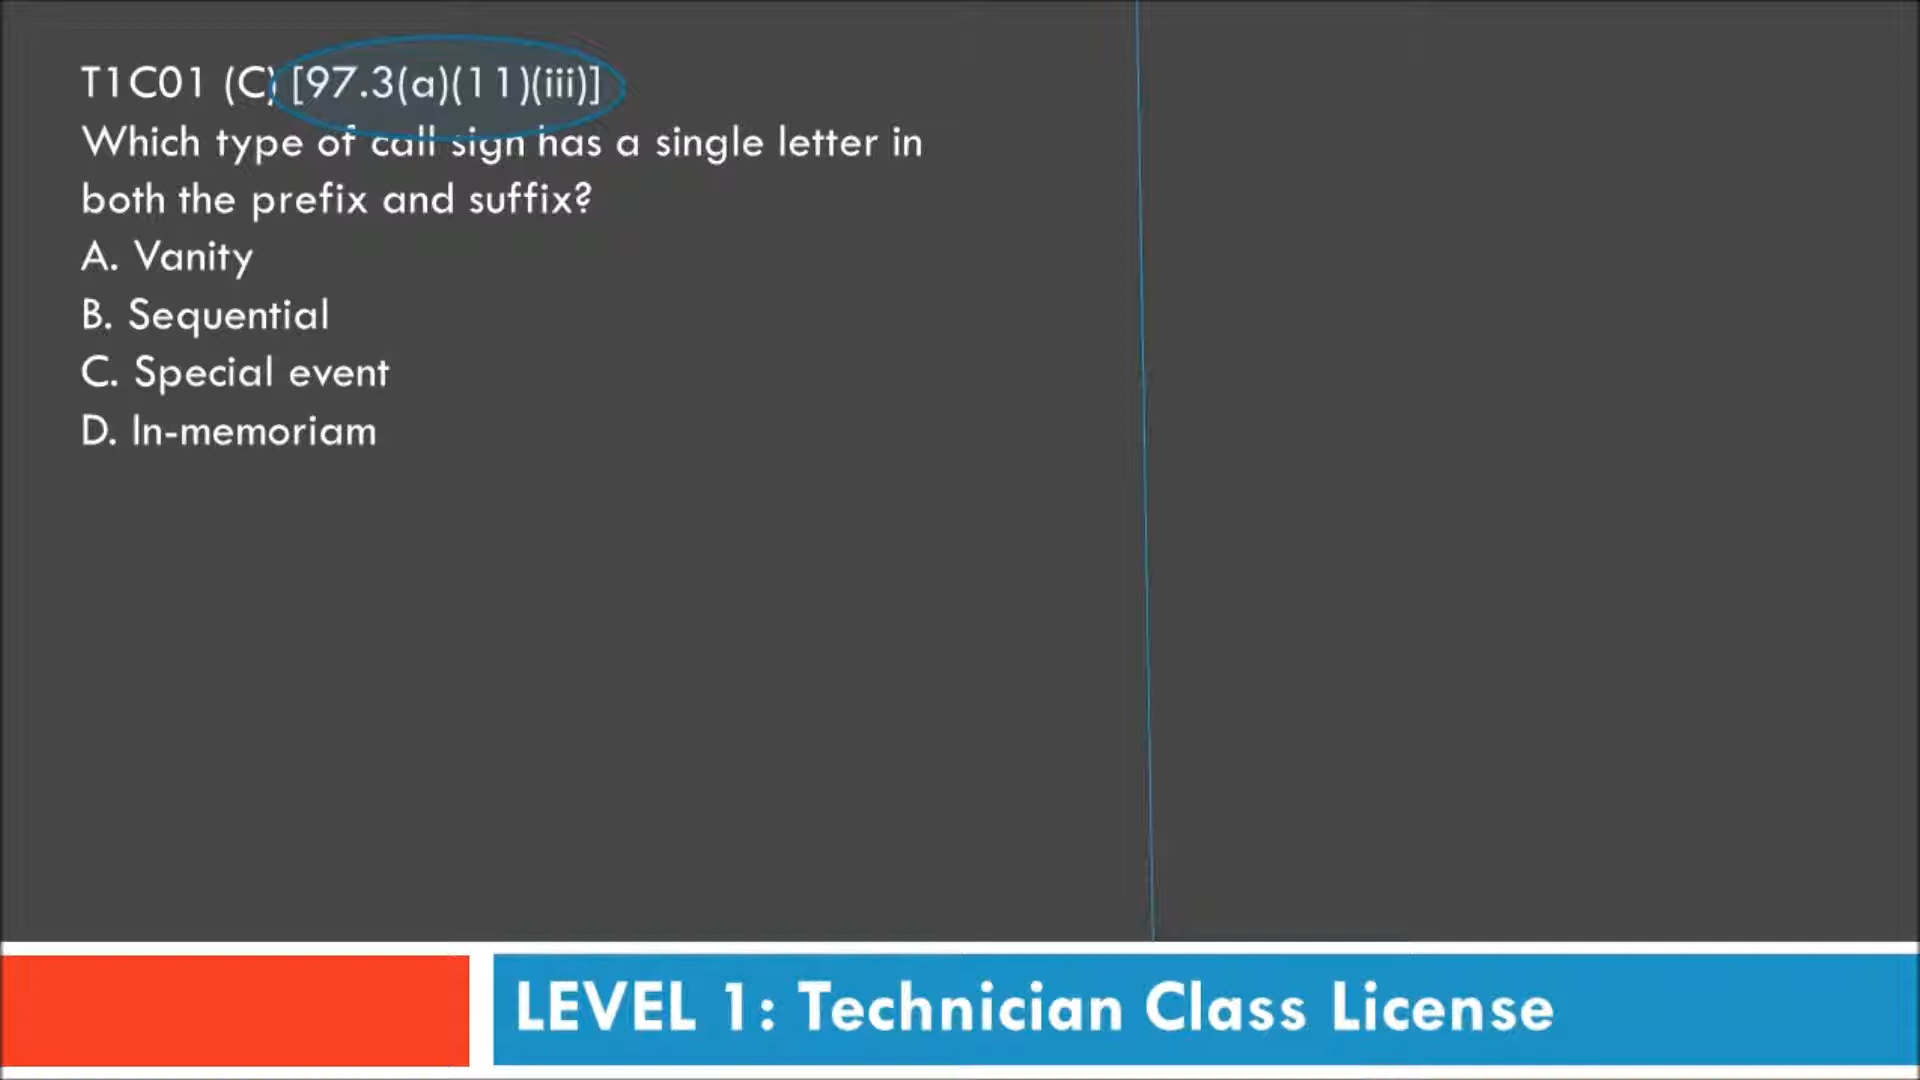 T1C01 (C) [97.3(a)(11)(iii)]
Which type of call sign has a single letter in
both the prefix and suffix?
A. Vanity
B. Sequential
C. Special event
D. In-memoriam
LEVEL 1: Technician Class License